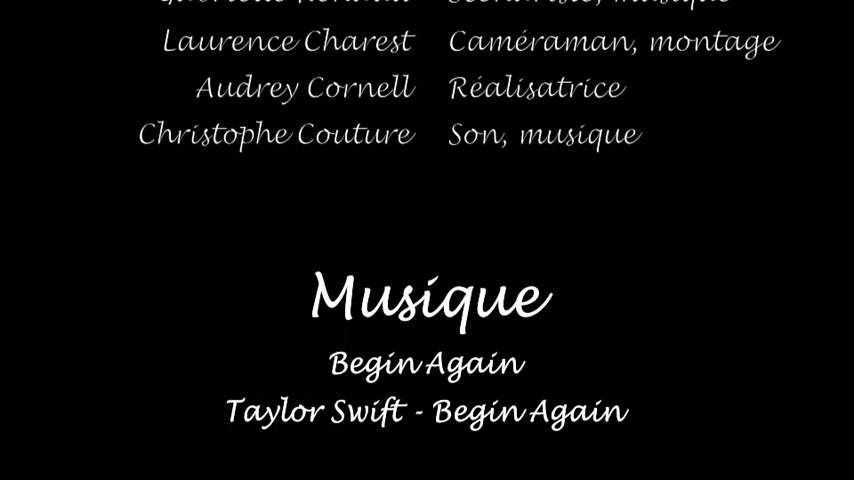 Laurence Charest Caméraman, montage
Audrey Cornell Réalisatrice
Christophe Couture Son, musique
Musique
Begin Again
Taylor Swift - Begin Again